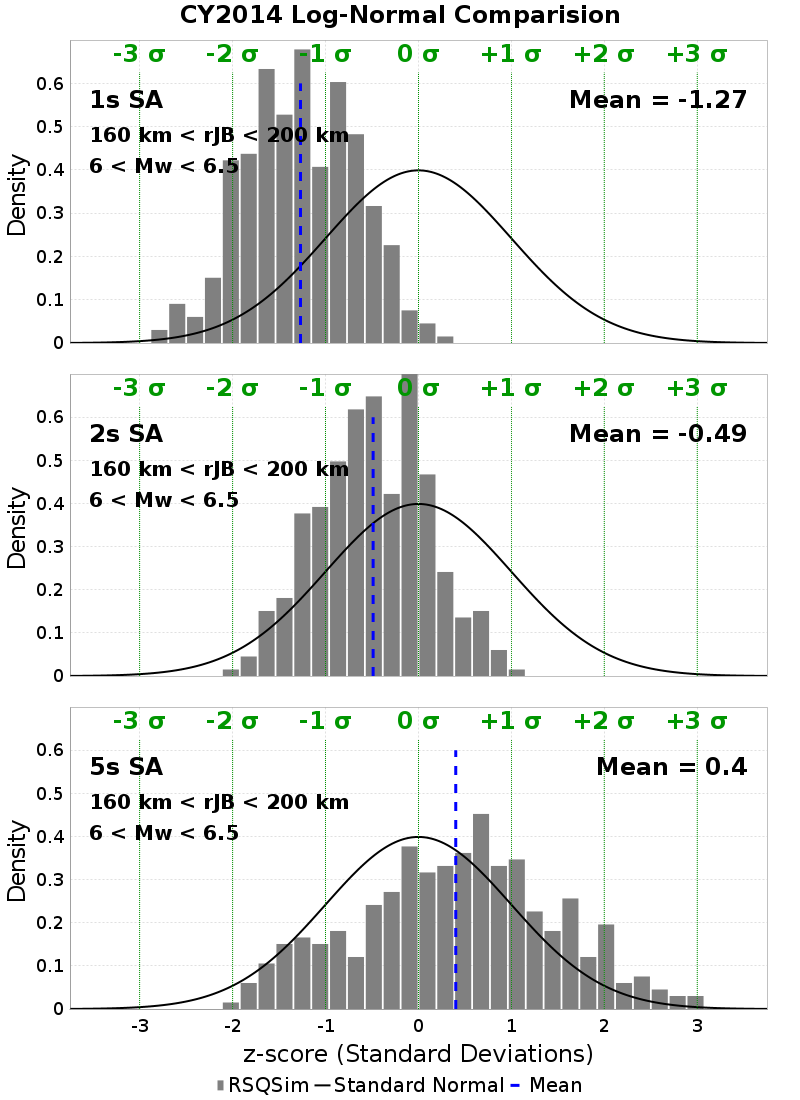 CY2014 Log-Normal Comparision
-3 σ -2 σ -1 σ 0 σ +1 σ +2 σ +3 σ
1s SA
Mean = -1.27
160 km < rJB < 200 km
6 < Mw < 6.5
Density
0.6
0.5
0.4
0.3
0.2
0.1
0
-3 σ -2 σ -1 σ 0 σ +1 σ +2 σ +3 σ
2s SA
Mean = -0.49
160 km < rJB < 200 km
6 < Mw < 6.5
Density
0.6
0.5
0.4
0.3
0.2
0.1
0
-3 σ -2 σ -1 σ 0 σ +1 σ +2 σ +3 σ
5s SA
Mean = 0.4
160 km < rJB < 200 km
6 < Mw < 6.5
Density
0.6
0.5
0.4
0.3
0.2
0.1
0
-3 -2 -1 0 1 2 3
z-score (Standard Deviations)
RSQSim Standard Normal Mean